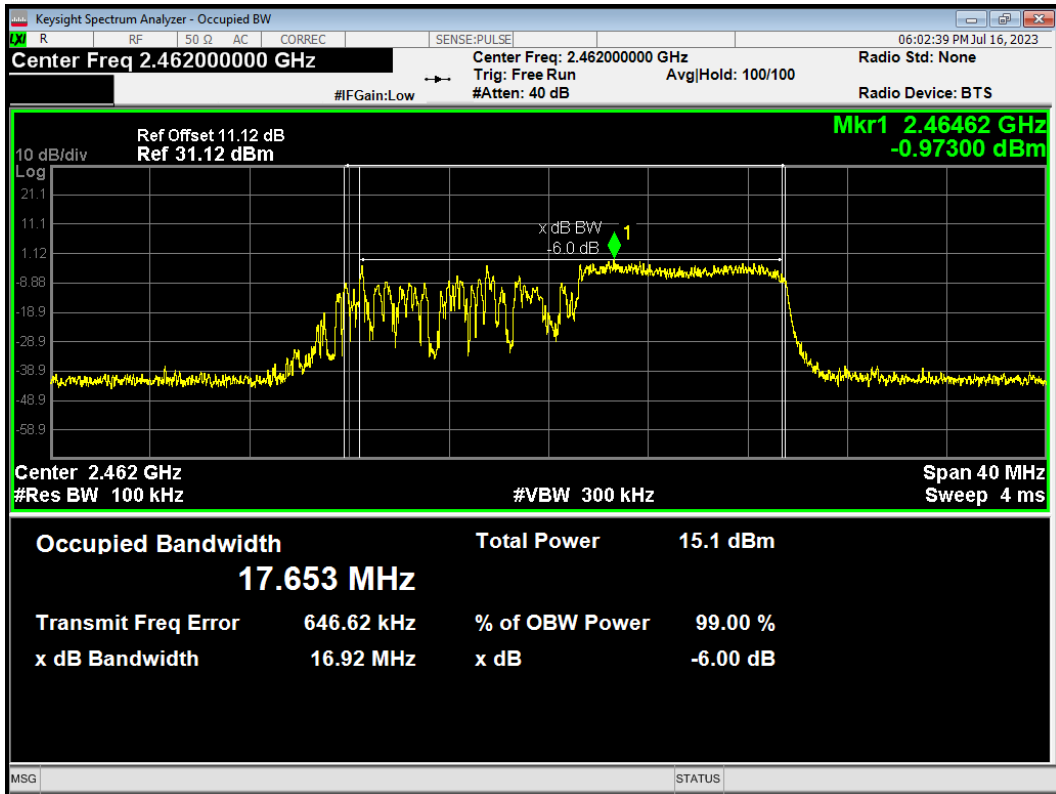 Keysight Spectrum Analyzer - Occupied BW
LXI R RF 50 Ω AC CORREC SENSE:PULSE 06:02:39 PM Jul 16, 2023
Center Freq 2.462000000 GHz
Center Freq: 2.462000000 GHz Radio Std: None
Trig: Free Run Avg|Hold: 100/100
#IFGain:Low #Atten: 40 dB Radio Device: BTS
Mkr1 2.46462 GHz
-0.97300 dBm
Ref Offset 11.12 dB
10 dB/div Ref 31.12 dBm
Log
21.1
11.1
x dB BW 1
-6.0 dB
1.12
-8.88
-18.9
-28.9
-38.9
-48.9
-58.9
Center 2.462 GHz Span 40 MHz
#Res BW 100 kHz #VBW 300 kHz Sweep 4 ms
Occupied Bandwidth Total Power 15.1 dBm
17.653 MHz
Transmit Freq Error 646.62 kHz % of OBW Power 99.00 %
x dB Bandwidth 16.92 MHz x dB -6.00 dB
MSG STATUS